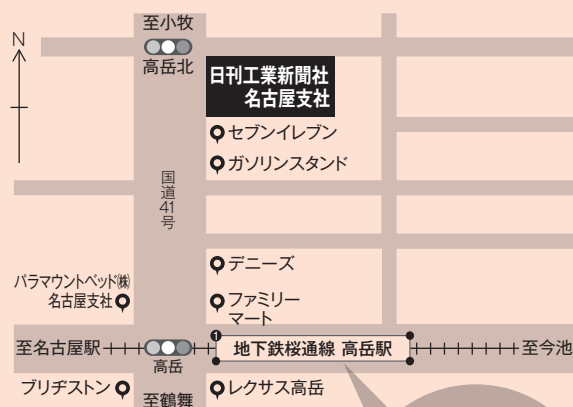 至小牧
N
高岳北
日刊工業新聞社
名古屋支社
セブンイレブン
ガソリンスタンド
国道41号
デニーズ
パラマウントベッド㈱
名古屋支社
ファミリー
マート
1
至名古屋駅
地下鉄桜通線 高岳駅
至今池
高岳
ブリヂストン
レクサス高岳
至鶴舞